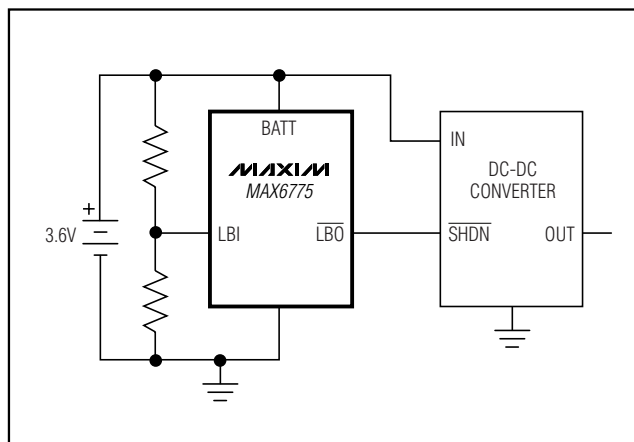 BATT
MAXIM
MAX6775
LBI
LBO
+
3.6V
IN
DC-DC
CONVERTER
SHDN
OUT